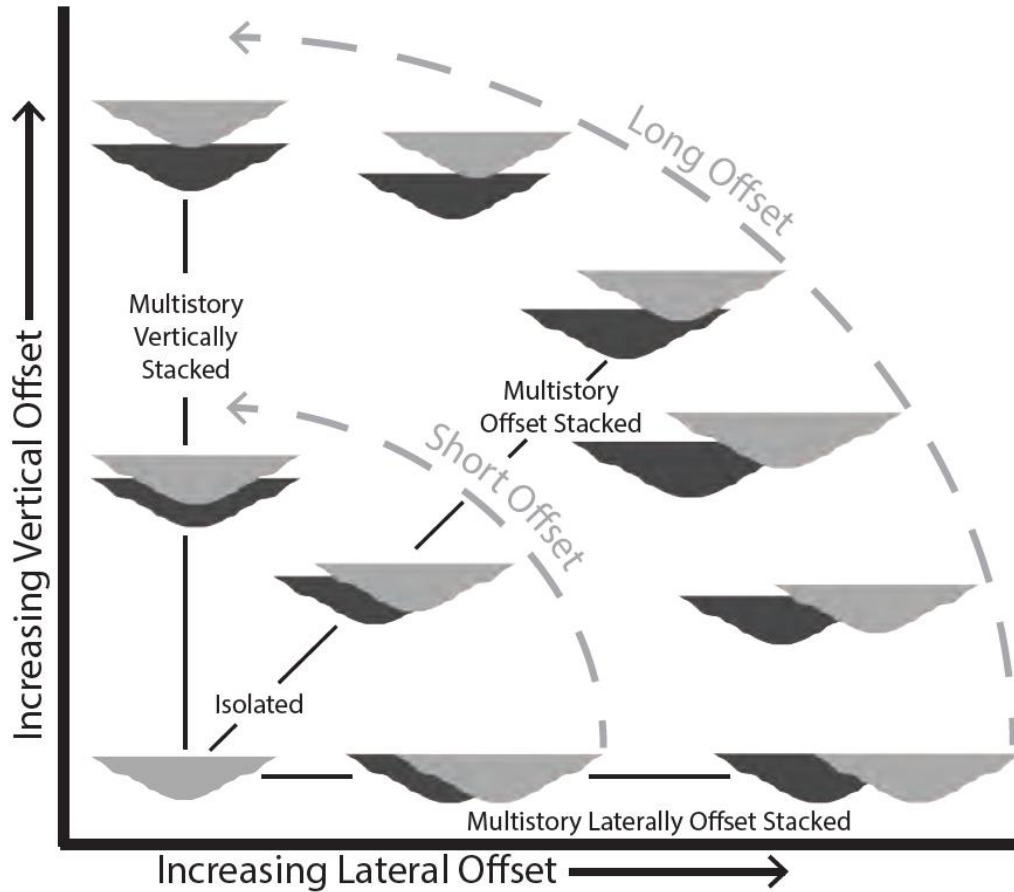 Increasing Vertical Offset
Long Offset
Multistory
Vertically
Stacked
Multistory
Offset Stacked
Short Offset
Isolated
Multistory Laterally Offset Stacked
Increasing Lateral Offset